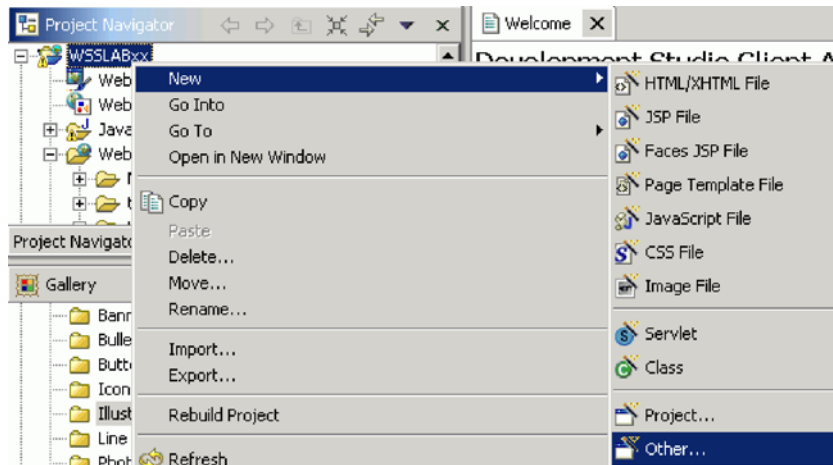 Project Navigator
Welcome
WSSLABxx
Development Studio Client A
Web
Web
Java
Web
New
Go Into
Go To
Open in New Window
Copy
Paste
Delete...
Move...
Rename...
Import...
Export...
Rebuild Project
Refresh
HTML/XHTML File
JSP File
Faces JSP File
Page Template File
JavaScript File
CSS File
Image File
Servlet
Class
Project...
Other...
Project Navigato
Gallery
Bann
Bulle
Butt
Icon
Illust
Line
Phot